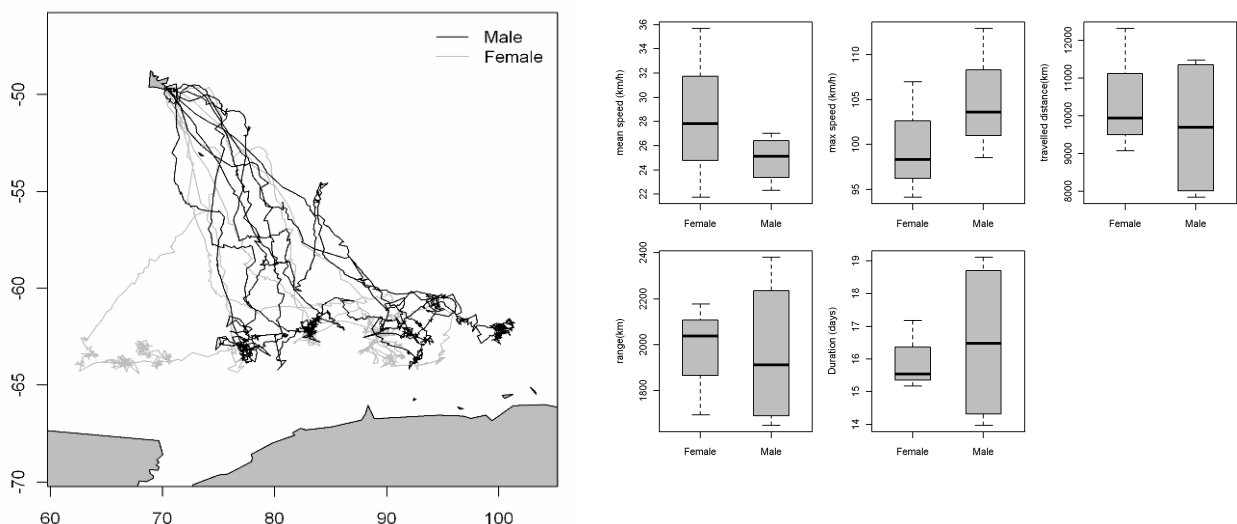 Male
Female
-50
-55
-60
-65
-70
60
70
80
90
100
mean speed (km/h)
22
24
26
28
30
32
34
36
Female
Male
max speed (km/h)
95
100
105
110
Female
Male
travelled distance(km)
8000
9000
10000
11000
12000
Female
Male
range(km)
1800
2000
2200
2400
Female
Male
Duration (days)
14
15
16
17
18
19
Female
Male